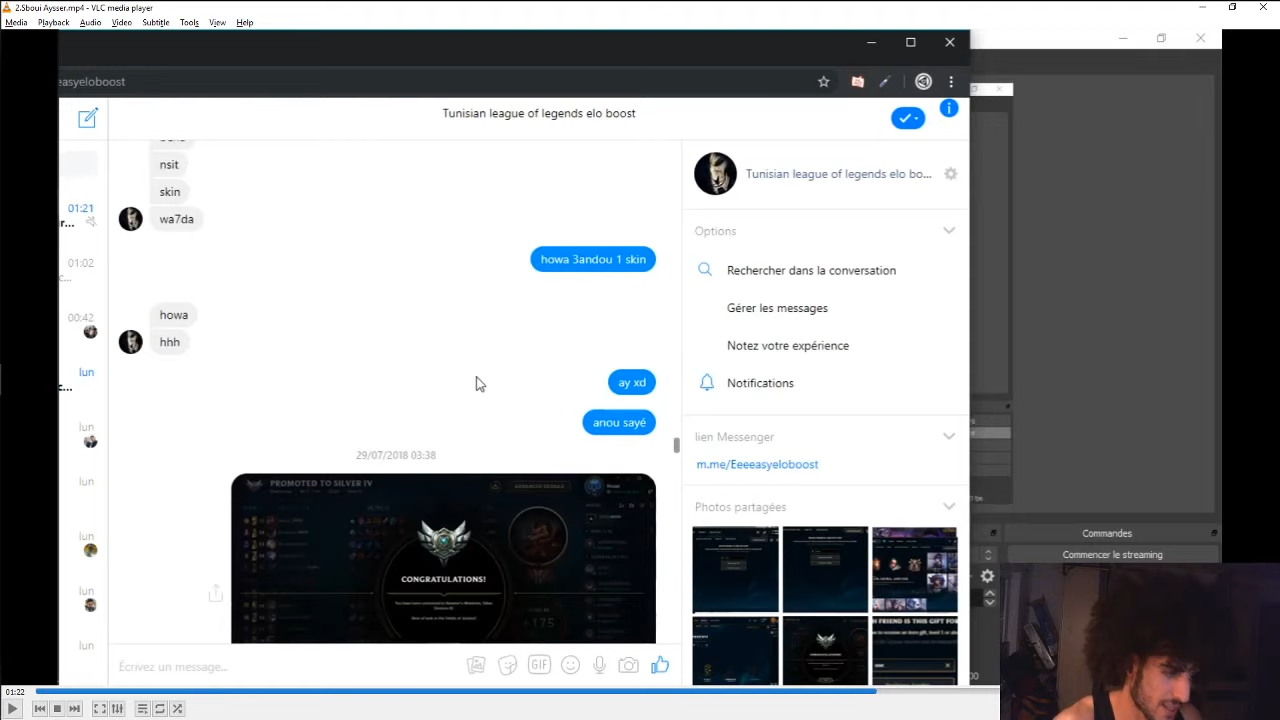 2.Sboui Aysser.mp4 - VLC media player
Media Playback Audio Video Subtitle Tools View Help
easyeloboost
Tunisian league of legends elo boost
nsit
skin
wa7da
howa 3andou 1 skin
howa
hhh
ay xd
anou sayé
29/07/2018 03:38
PROMOTED TO SILVER IV
CONGRATULATIONS!
Écrivez un message...
GIF
01:21
r...
01:02
c...
00:42
lun
c...
lun
lun
lun
lun
lun
Tunisian league of legends elo bo...
Options
Rechercher dans la conversation
Gérer les messages
Notez votre expérience
Notifications
lien Messenger
m.me/Eeeeasyeloboost
Photos partagées
Commandes
Commencer le streaming
01:22